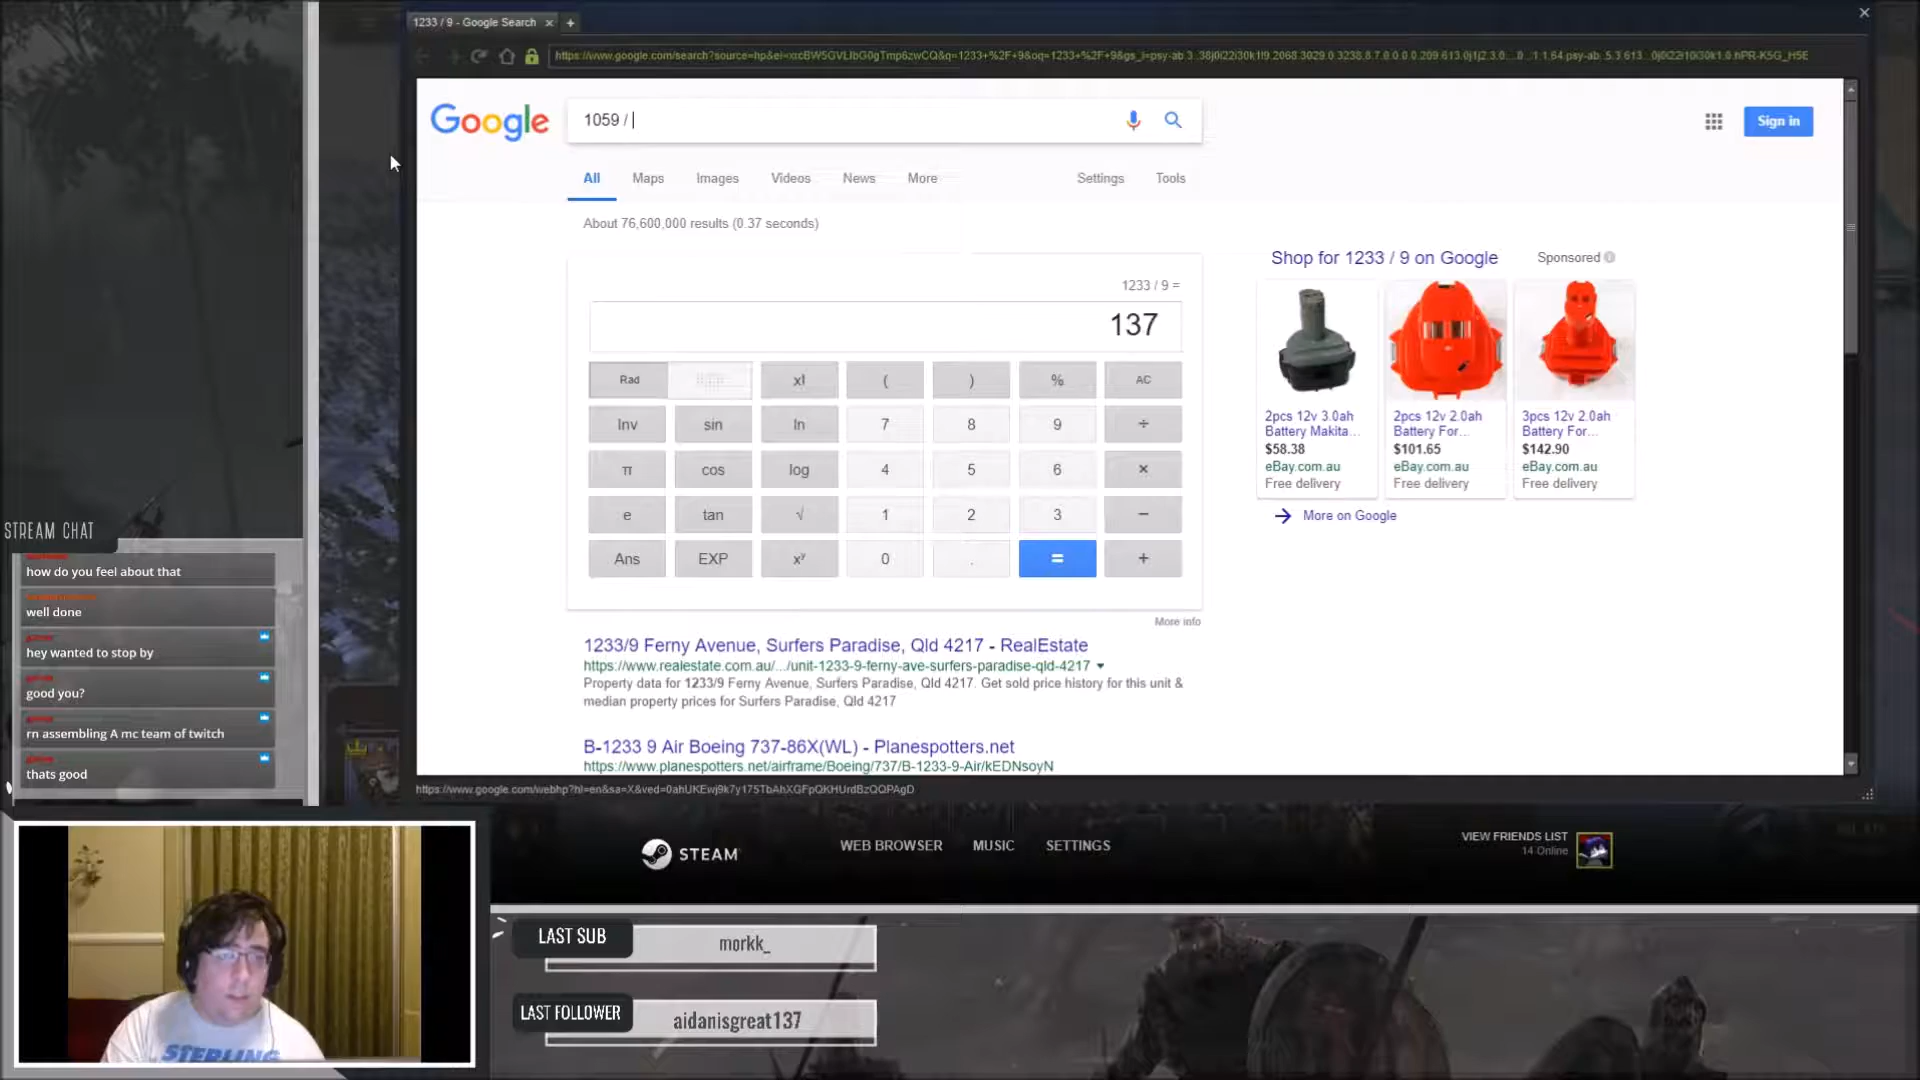 1233 / 9 - Google Search
Google
1059 /
Sign in
All
Maps
Images
Videos
News
More
Settings
Tools
About 76,600,000 results (0.37 seconds)
1233 / 9 =
137
Rad
x!
(
)
%
AC
Inv
sin
ln
7
8
9
÷
π
cos
log
4
5
6
×
e
tan
√
1
2
3
−
Ans
EXP
xʸ
0
.
=
+
More info
Shop for 1233 / 9 on Google
Sponsored
2pcs 12v 3.0ah
Battery Makita...
$58.38
eBay.com.au
Free delivery
2pcs 12v 2.0ah
Battery For...
$101.65
eBay.com.au
Free delivery
3pcs 12v 2.0ah
Battery For...
$142.90
eBay.com.au
Free delivery
More on Google
1233/9 Ferny Avenue, Surfers Paradise, Qld 4217 - RealEstate
https://www.realestate.com.au/.../unit-1233-9-ferny-ave-surfers-paradise-qld-4217
Property data for 1233/9 Ferny Avenue, Surfers Paradise, Qld 4217. Get sold price history for this unit &
median property prices for Surfers Paradise, Qld 4217
B-1233 9 Air Boeing 737-86X(WL) - Planespotters.net
https://www.planespotters.net/airframe/Boeing/737/B-1233-9-Air/kEDNsoyN
STREAM CHAT
how do you feel about that
well done
hey wanted to stop by
good you?
rn assembling A mc team of twitch
thats good
STEAM
WEB BROWSER
MUSIC
SETTINGS
VIEW FRIENDS LIST
14 Online
LAST SUB
morkk_
LAST FOLLOWER
aidanisgreat137
STERLING